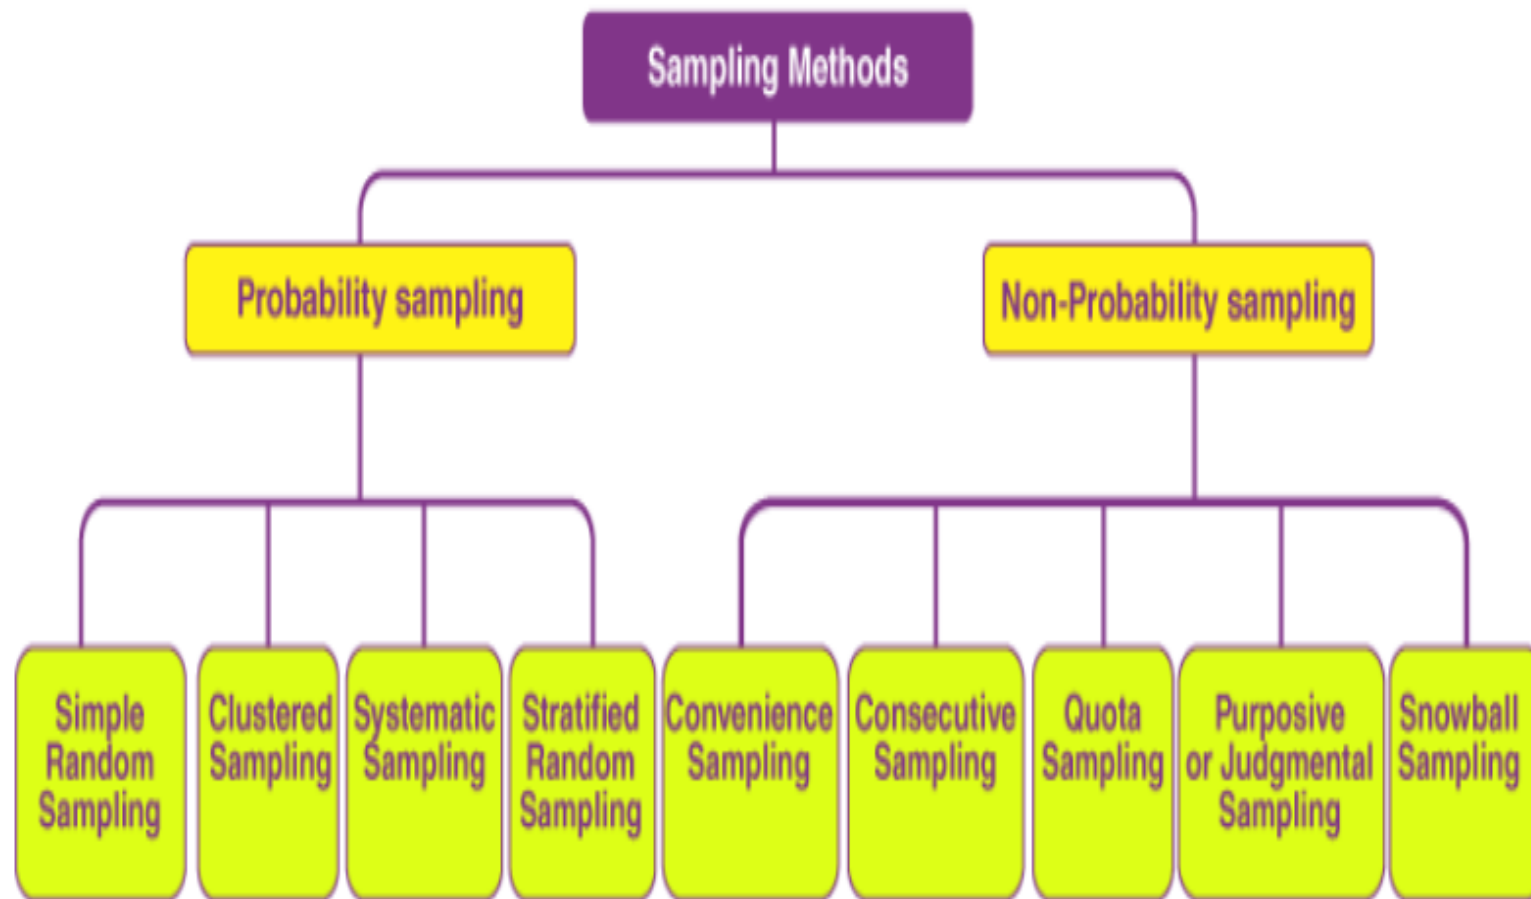 Sampling Methods
Probability sampling
Non-Probability sampling
Simple
Random
Sampling
Clustered
Sampling
Systematic
Sampling
Stratified
Random
Sampling
Convenience
Sampling
Consecutive
Sampling
Quota
Sampling
Purposive
or Judgmental
Sampling
Snowball
Sampling